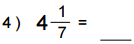 4) 4 1/7 = ___